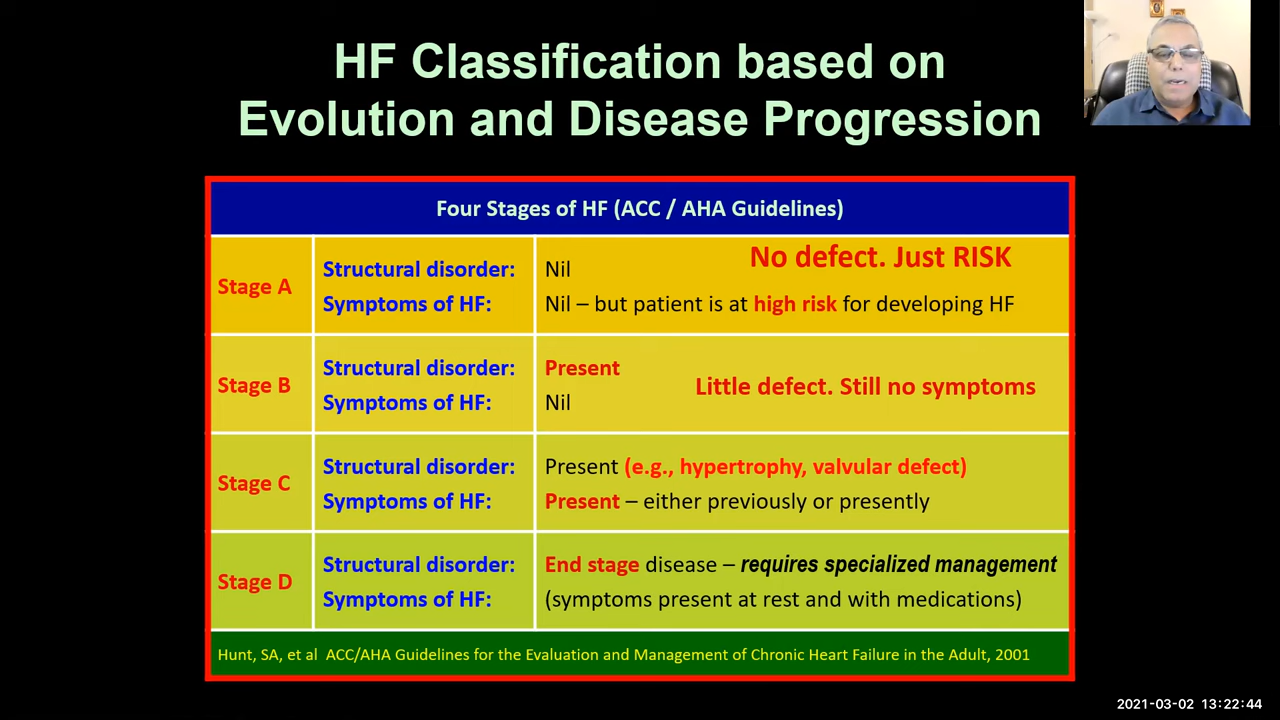 HF Classification based on
Evolution and Disease Progression
Four Stages of HF (ACC / AHA Guidelines)
Stage A
Structural disorder:
Symptoms of HF:
No defect. Just RISK
Nil
Nil – but patient is at high risk for developing HF
Stage B
Structural disorder:
Symptoms of HF:
Present
Nil
Little defect. Still no symptoms
Stage C
Structural disorder:
Symptoms of HF:
Present (e.g., hypertrophy, valvular defect)
Present – either previously or presently
Stage D
Structural disorder:
Symptoms of HF:
End stage disease – requires specialized management
(symptoms present at rest and with medications)
Hunt, SA, et al ACC/AHA Guidelines for the Evaluation and Management of Chronic Heart Failure in the Adult, 2001
2021-03-02 13:22:44